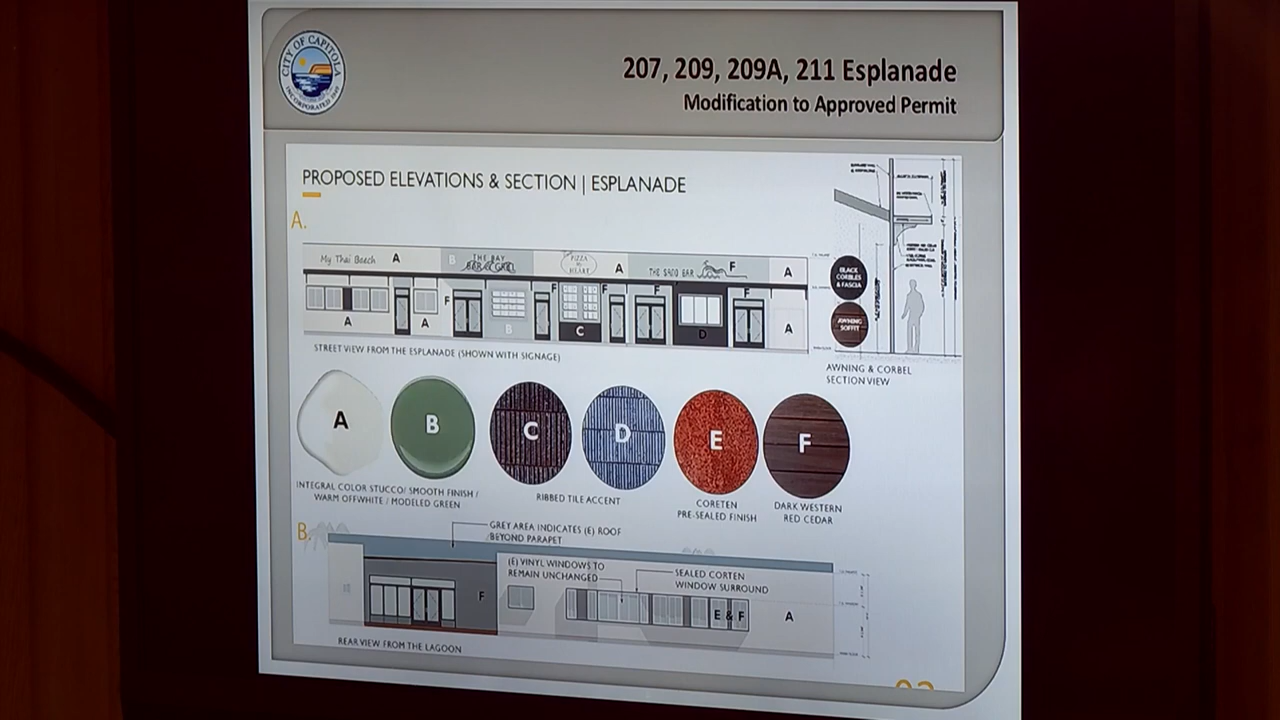 CITY OF CAPITOLA
INCORPORATED 1949
207, 209, 209A, 211 Esplanade
Modification to Approved Permit
PROPOSED ELEVATIONS & SECTION | ESPLANADE
A.
My Thai Beach
A
B
THE BAY
BAR & GRILL
PIZZA
MY
HEART
A
THE SAND BAR
F
A
F
F
F
F
F
F
A
A
B
C
D
A
BLACK
CORBLES
& FASCIA
AWNING
SOFFIT
STREET VIEW FROM THE ESPLANADE (SHOWN WITH SIGNAGE)
AWNING & CORBEL
SECTION VIEW
A
B
C
D
E
F
INTEGRAL COLOR STUCCO/ SMOOTH FINISH /
WARM OFFWHITE / MODELED GREEN
RIBBED TILE ACCENT
CORETEN
PRE-SEALED FINISH
DARK WESTERN
RED CEDAR
B.
GREY AREA INDICATES (E) ROOF
BEYOND PARAPET
(E) VINYL WINDOWS TO
REMAIN UNCHANGED
SEALED CORTEN
WINDOW SURROUND
F
E & F
A
REAR VIEW FROM THE LAGOON